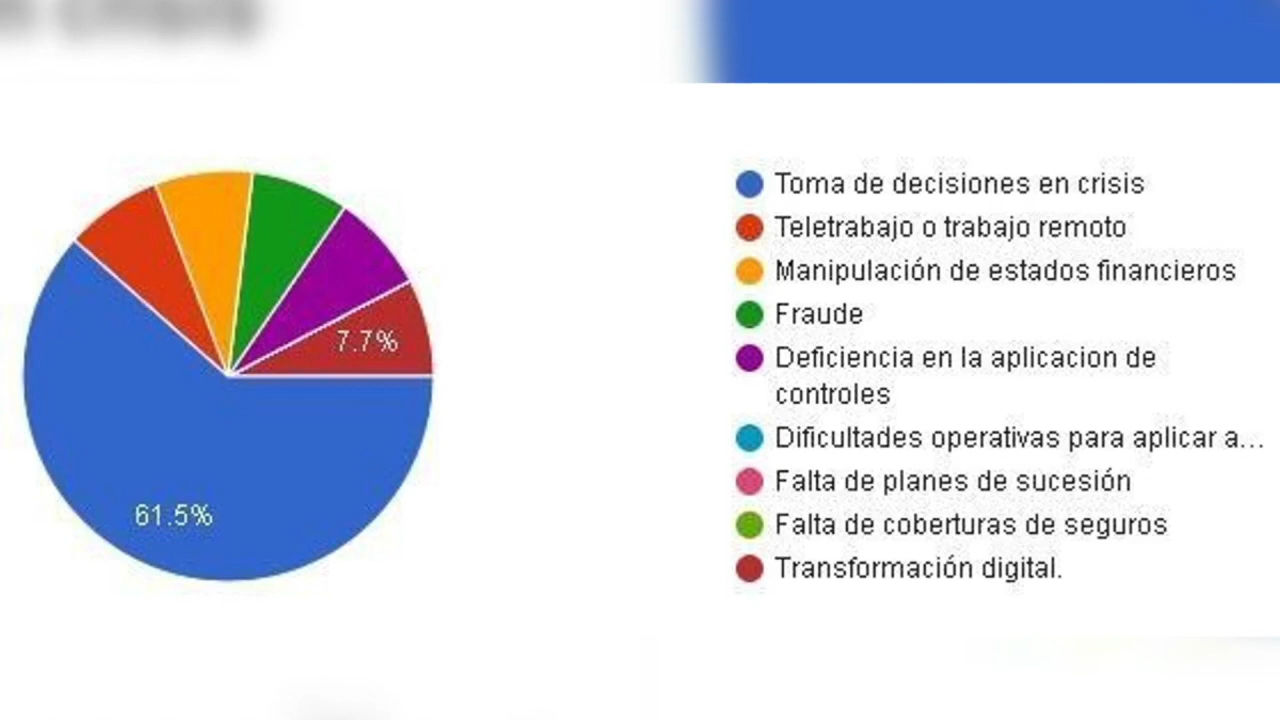 Toma de decisiones en crisis
Teletrabajo o trabajo remoto
Manipulación de estados financieros
Fraude
Deficiencia en la aplicacion de
controles
Dificultades operativas para aplicar a...
Falta de planes de sucesión
Falta de coberturas de seguros
Transformación digital.
7.7%
61.5%